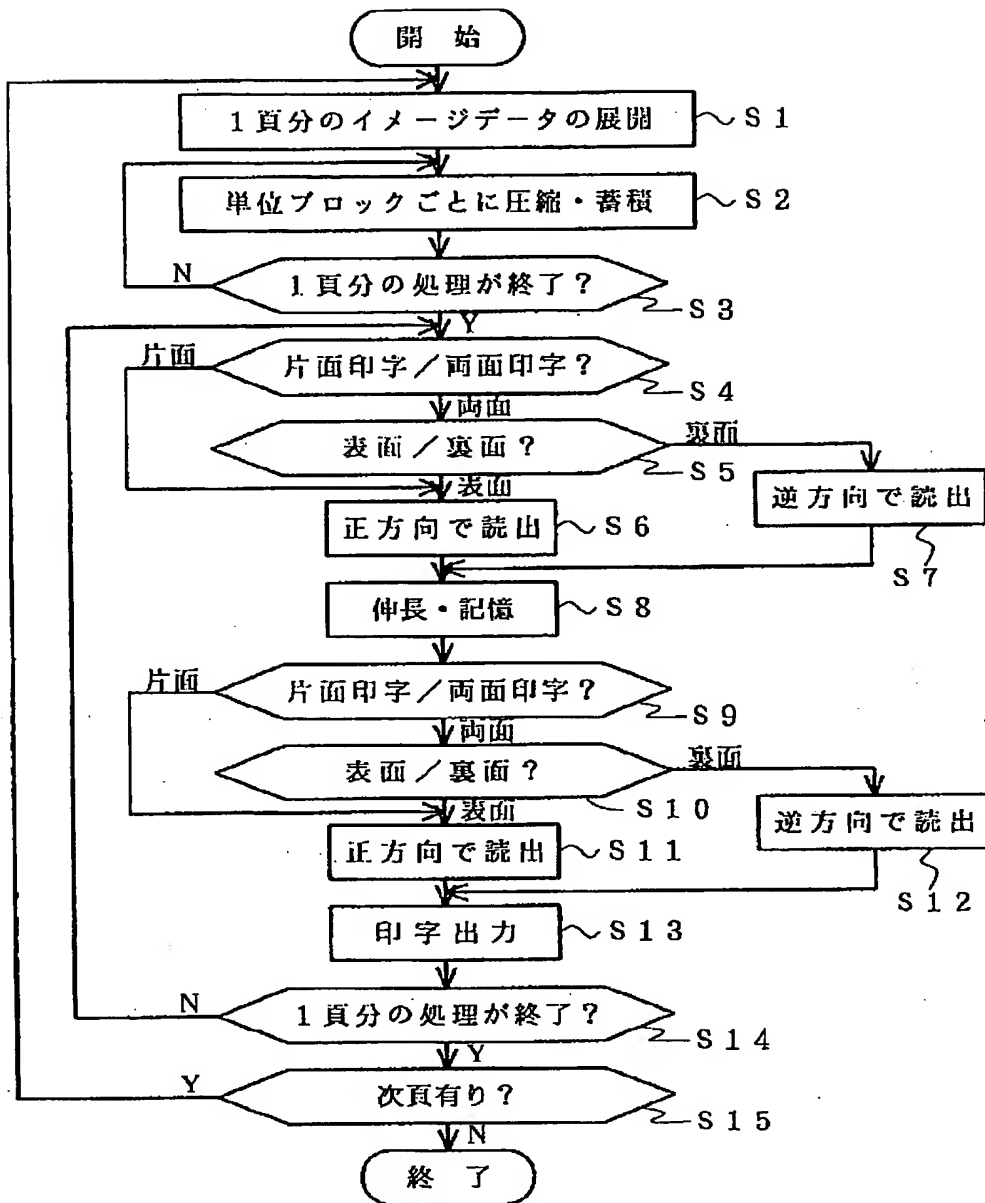 開始
1頁分のイメージデータの展開
S1
単位ブロックごとに圧縮・蓄積
S2
N
1頁分の処理が終了?
S3
Y
片面
片面印字/両面印字?
S4
両面
表面/裏面?
裏面
S5
表面
正方向で読出
S6
逆方向で読出
S7
伸長・記憶
S8
片面
片面印字/両面印字?
S9
両面
表面/裏面?
裏面
S10
表面
正方向で読出
S11
逆方向で読出
S12
印字出力
S13
N
1頁分の処理が終了?
S14
Y
Y
次頁有り?
S15
N
終了